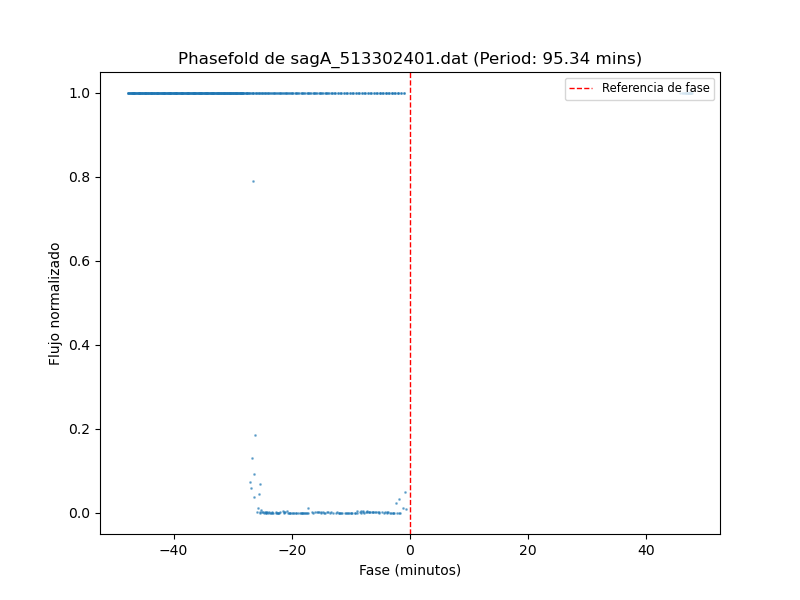 Phasefold de sagA_513302401.dat (Period: 95.34 mins)
Referencia de fase
1.0
0.8
0.6
0.4
0.2
0.0
Flujo normalizado
−40
−20
0
20
40
Fase (minutos)